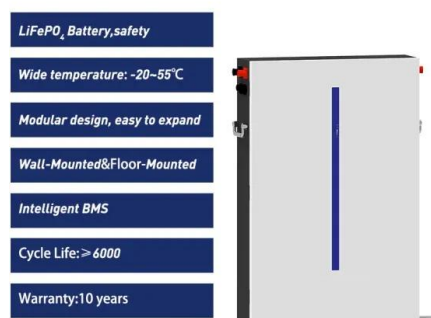 LiFePO₄ Battery,safety
Wide temperature: -20~55℃
Modular design, easy to expand
Wall-Mounted&Floor-Mounted
Intelligent BMS
Cycle Life:≥6000
Warranty:10 years